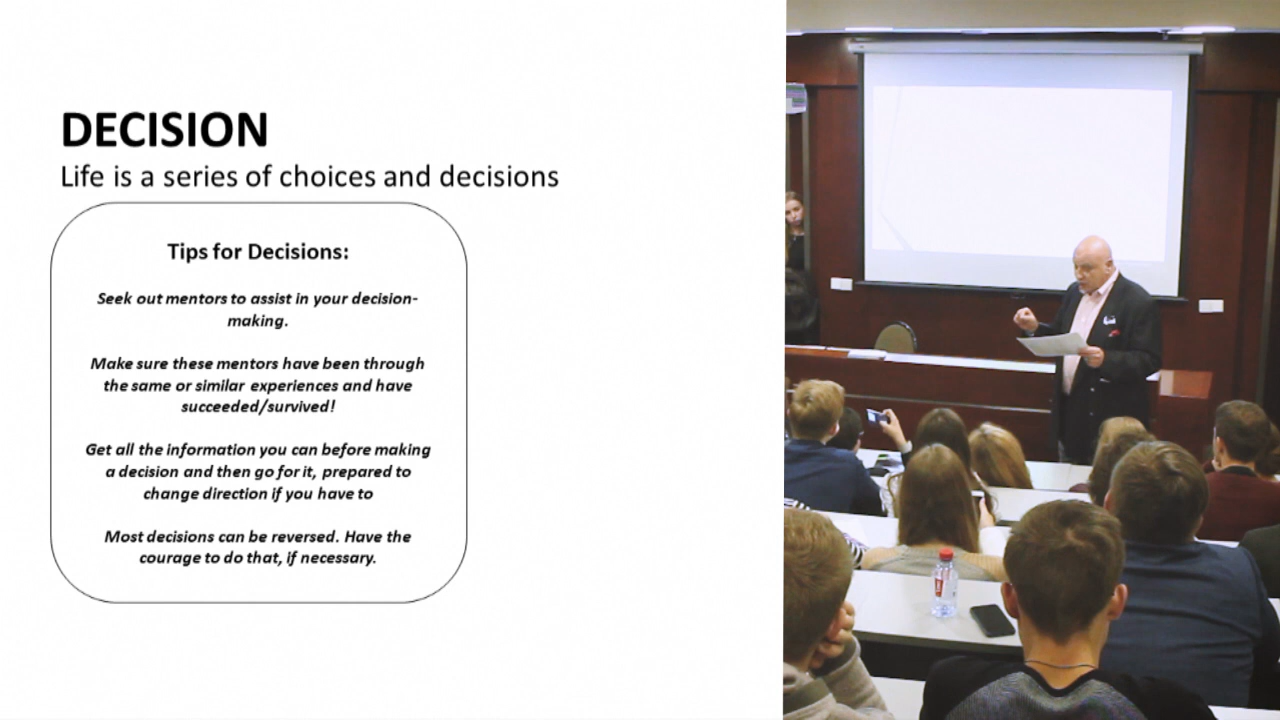 DECISION
Life is a series of choices and decisions
Tips for Decisions:
Seek out mentors to assist in your decision-
making.
Make sure these mentors have been through
the same or similar experiences and have
succeeded/survived!
Get all the information you can before making
a decision and then go for it, prepared to
change direction if you have to
Most decisions can be reversed. Have the
courage to do that, if necessary.